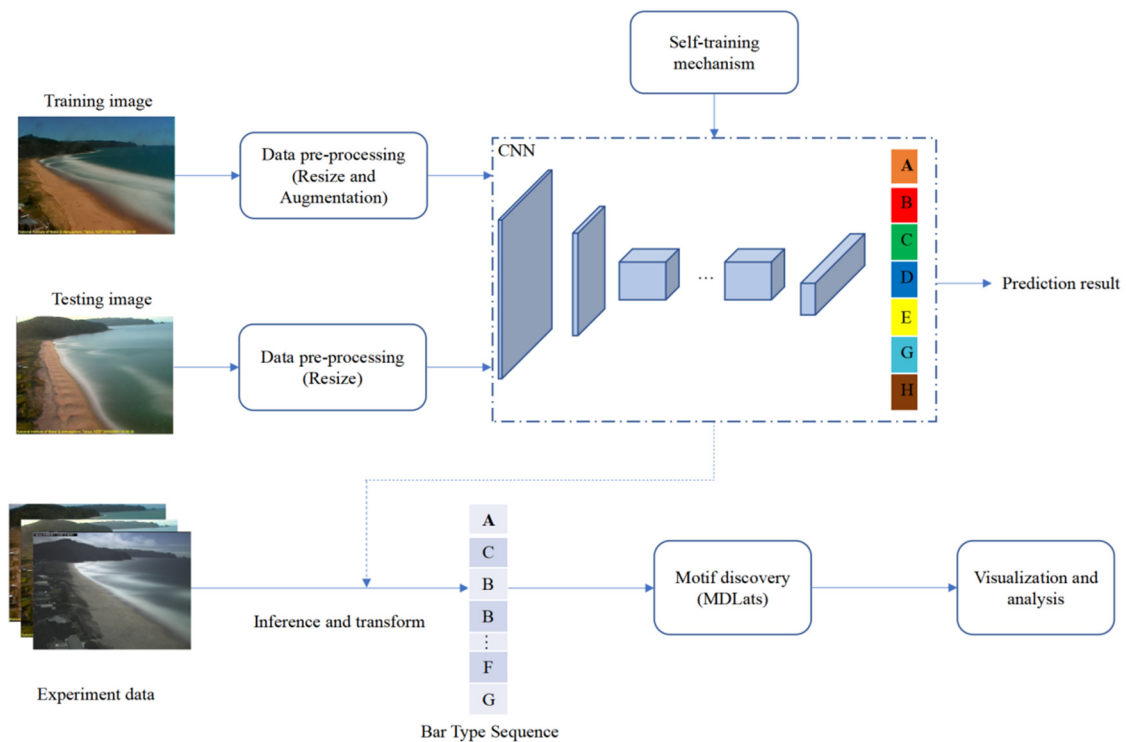 Self-training
mechanism
Training image
Data pre-processing
(Resize and
Augmentation)
CNN
A
B
C
D
E
G
H
...
Prediction result
Testing image
Data pre-processing
(Resize)
A
C
B
B
⋮
F
G
Inference and transform
Motif discovery
(MDLats)
Visualization and
analysis
Experiment data
Bar Type Sequence